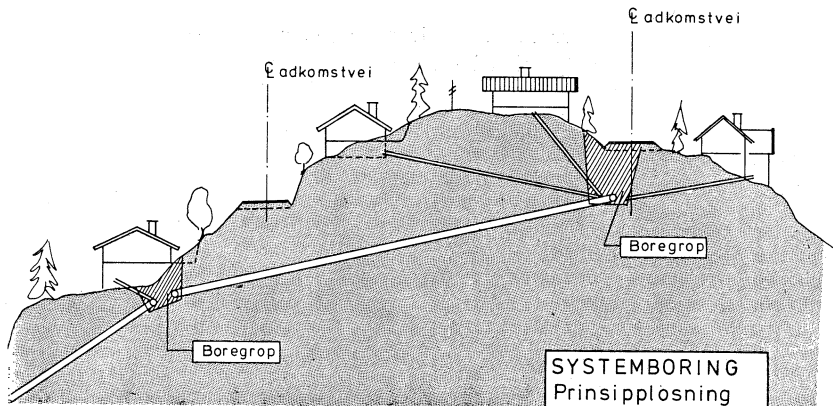 ℄ adkomstvei
℄ adkomstvei
Boregrop
Boregrop
SYSTEMBORING
Prinsippløsning